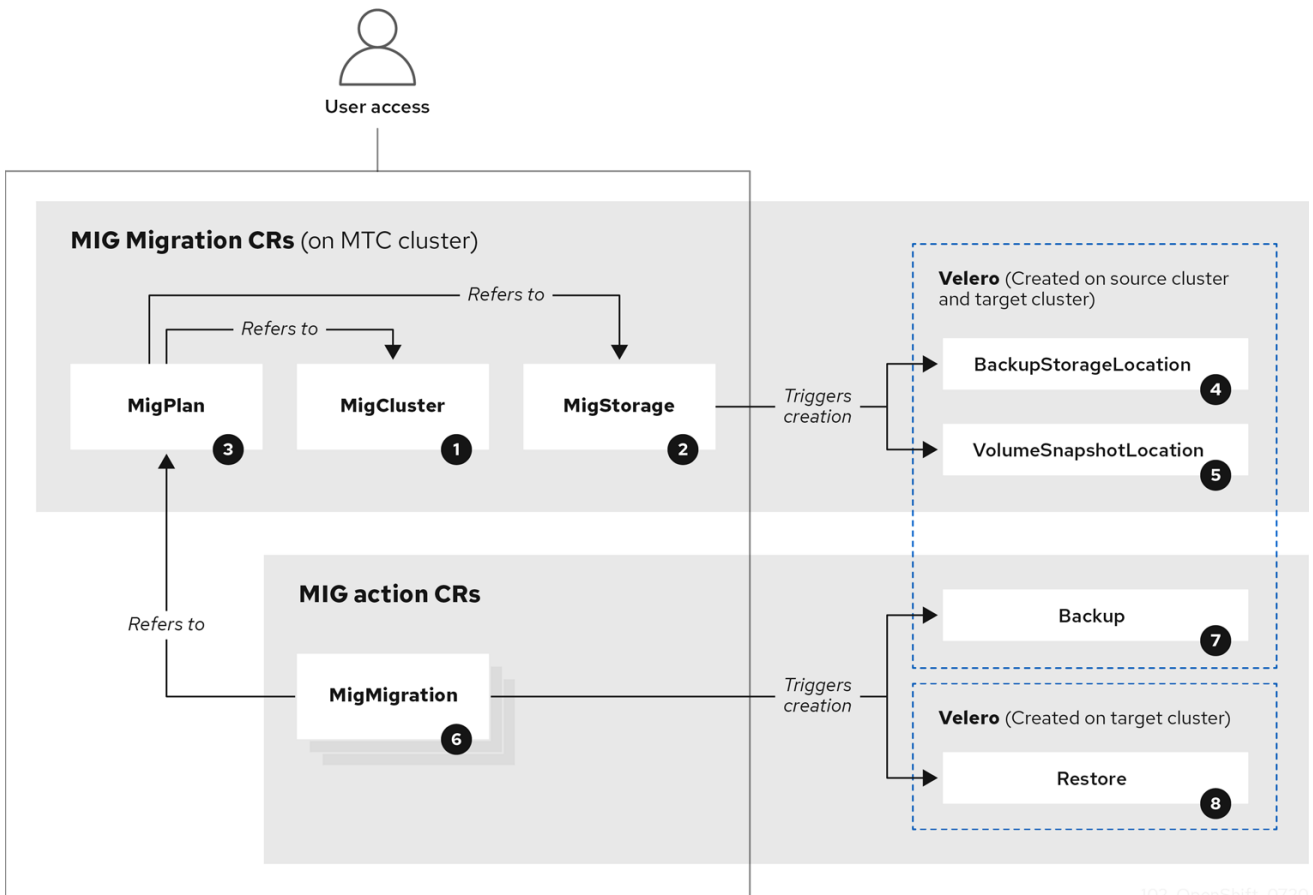 User access
MIG Migration CRs (on MTC cluster)
Refers to
Refers to
MigPlan
3
MigCluster
1
MigStorage
2
Triggers
creation
Velero (Created on source cluster
and target cluster)
BackupStorageLocation
4
VolumeSnapshotLocation
5
Refers to
MIG action CRs
MigMigration
6
Triggers
creation
Backup
7
Velero (Created on target cluster)
Restore
8